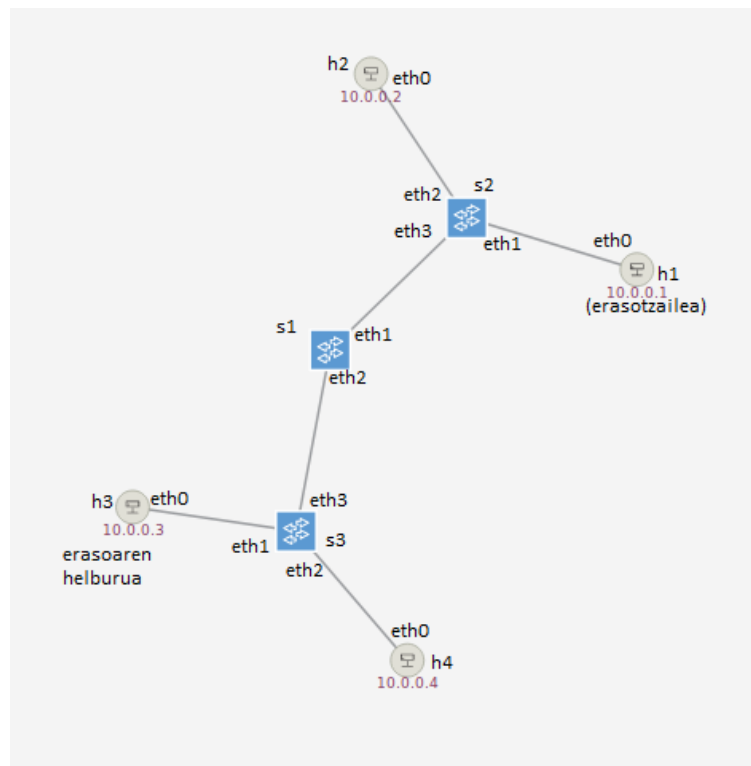 h2
eth0
10.0.0.2
s2
eth2
eth3
eth1
eth0
h1
10.0.0.1
(erasotzailea)
s1
eth1
eth2
eth3
h3
eth0
10.0.0.3
eth1
s3
erasoaren
helburua
eth2
eth0
h4
10.0.0.4